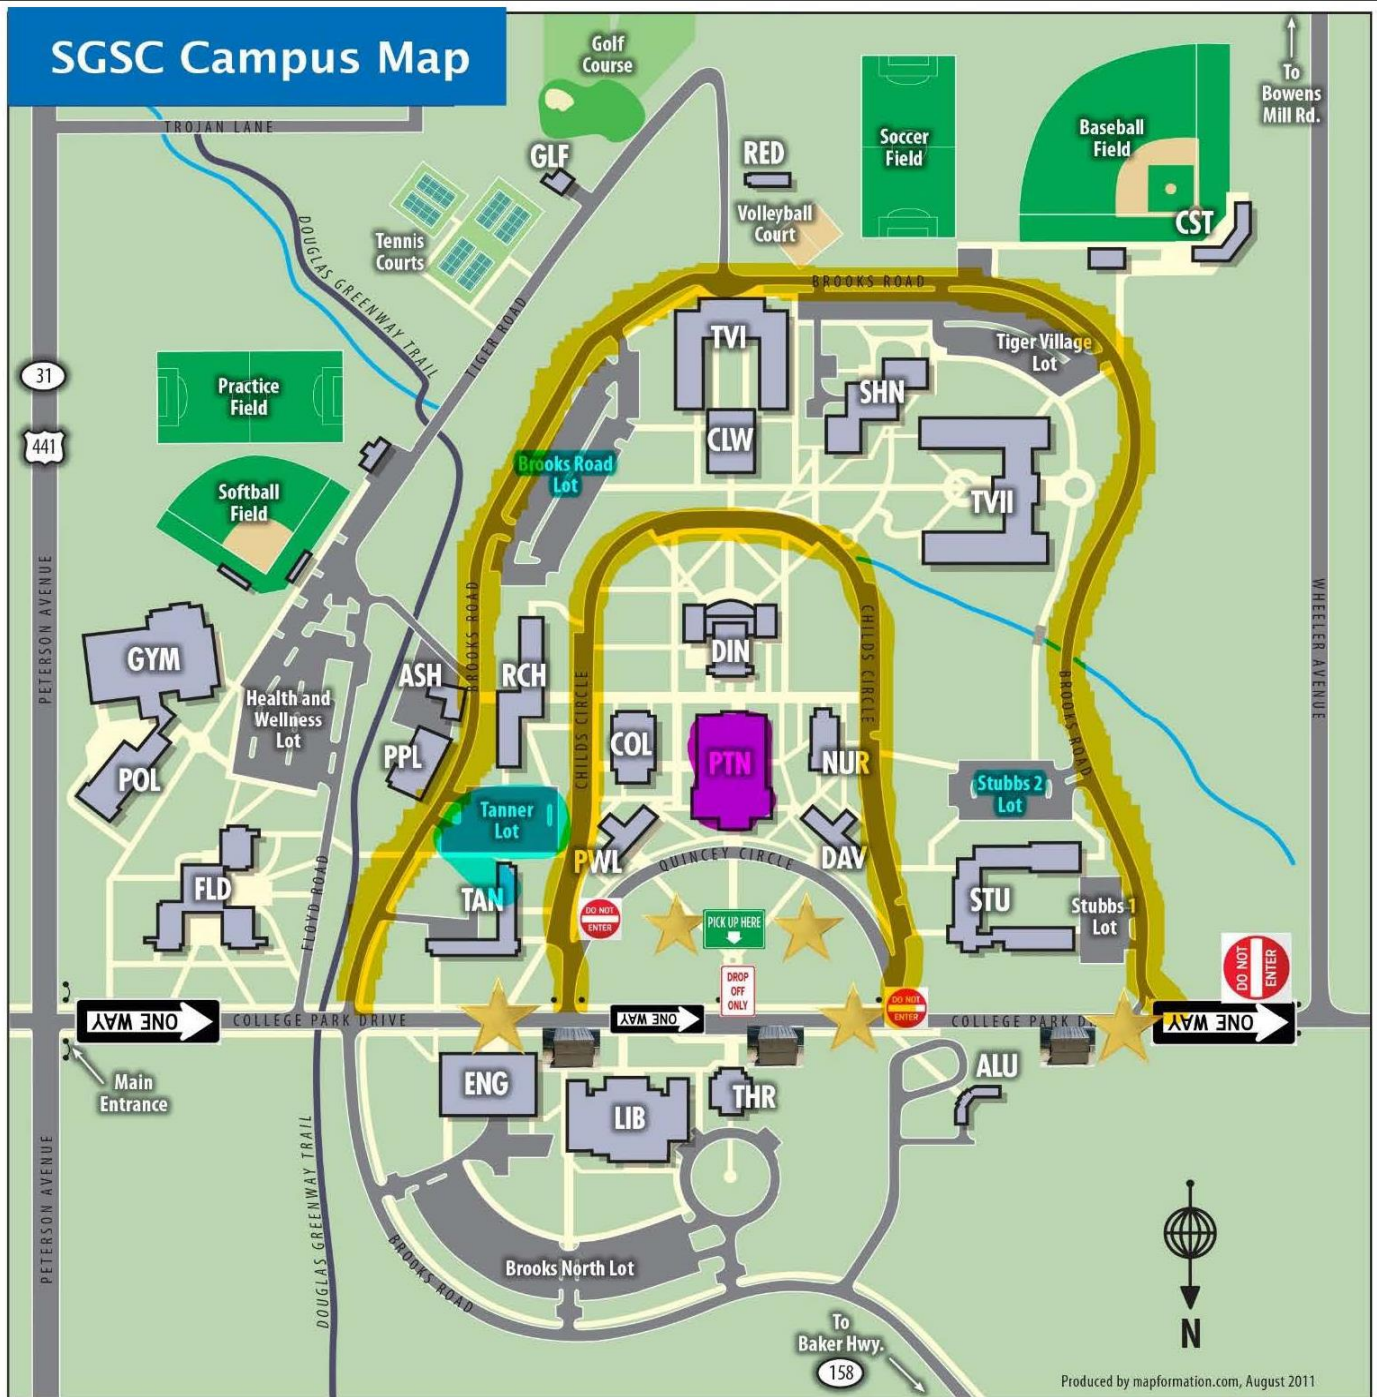 SGSC Campus Map
Golf
Course
To
Bowens
Mill Rd.
TROJAN LANE
GLF
RED
Soccer
Field
Baseball
Field
Volleyball
Court
CST
Tennis
Courts
DOUGLAS GREENWAY TRAIL
TIGER ROAD
BROOKS ROAD
TVI
Tiger Village
Lot
31
441
Practice
Field
SHN
CLW
Brooks Road
Lot
Softball
Field
TVII
PETERSON AVENUE
BROOKS ROAD
CHILDS CIRCLE
WHEELER AVENUE
GYM
ASH
RCH
DIN
Health and
Wellness
Lot
CHILDS CIRCLE
BROOKS ROAD
PPL
COL
PTN
NUR
POL
Stubbs 2
Lot
Tanner
Lot
PWL
QUINCEY CIRCLE
DAV
FLD
FLOYD ROAD
TAN
STU
Stubbs 1
Lot
DO NOT
ENTER
PICK UP HERE
DROP
OFF
ONLY
DO NOT
ENTER
DO NOT
ENTER
ONE WAY
COLLEGE PARK DRIVE
ONE WAY
COLLEGE PARK D
ONE WAY
Main
Entrance
ENG
LIB
THR
ALU
PETERSON AVENUE
DOUGLAS GREENWAY TRAIL
BROOKS ROAD
Brooks North Lot
To
Baker Hwy.
158
N
Produced by mapformation.com, August 2011